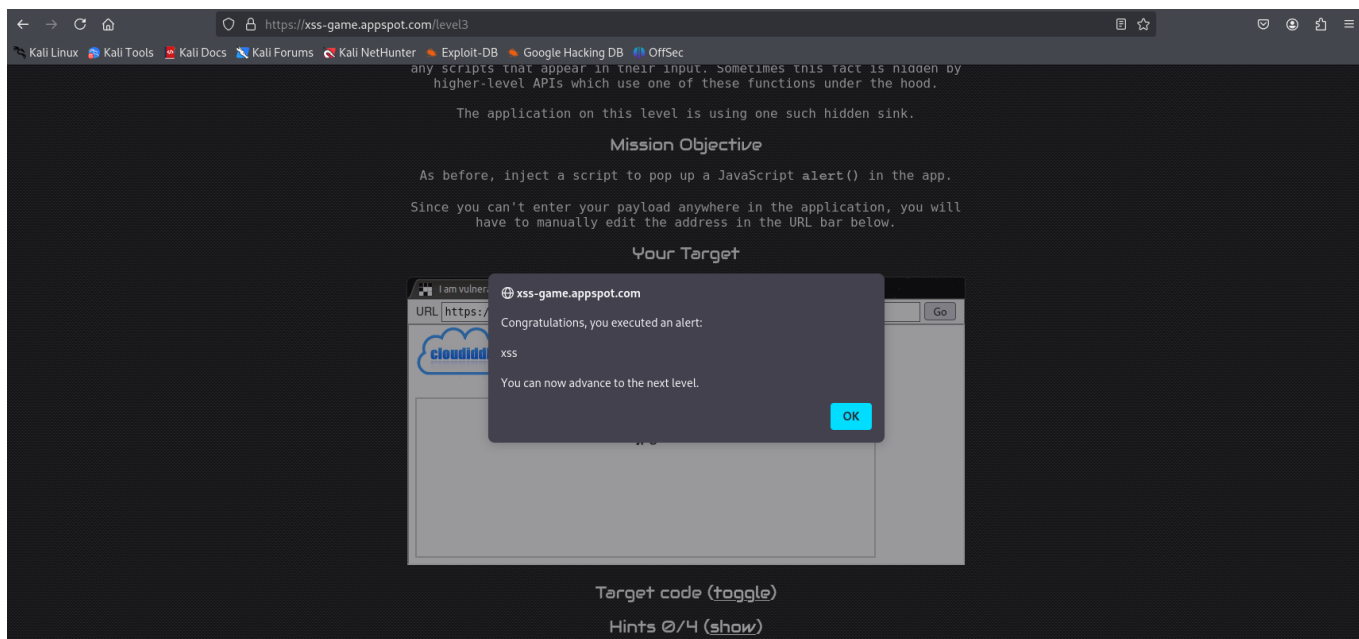 https://xss-game.appspot.com/level3
Kali Linux Kali Tools Kali Docs Kali Forums Kali NetHunter Exploit-DB Google Hacking DB OffSec
any scripts that appear in their input. Sometimes this fact is hidden by
higher-level APIs which use one of these functions under the hood.
The application on this level is using one such hidden sink.
Mission Objective
As before, inject a script to pop up a JavaScript alert() in the app.
Since you can't enter your payload anywhere in the application, you will
have to manually edit the address in the URL bar below.
Your Target
I am vulner
URL https:/ Go
cloudidd
xss-game.appspot.com
Congratulations, you executed an alert:
xss
You can now advance to the next level.
OK
Target code (toggle)
Hints 0/4 (show)